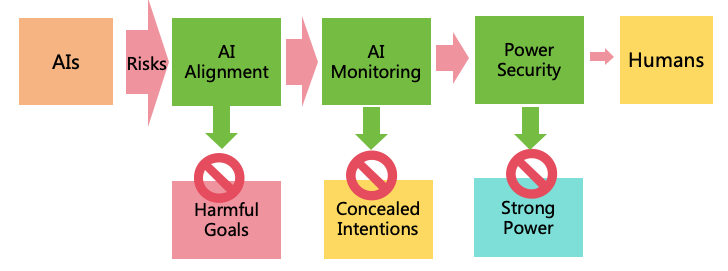 AIs
Risks
AI
Alignment
AI
Monitoring
Power
Security
Humans
Harmful
Goals
Concealed
Intentions
Strong
Power